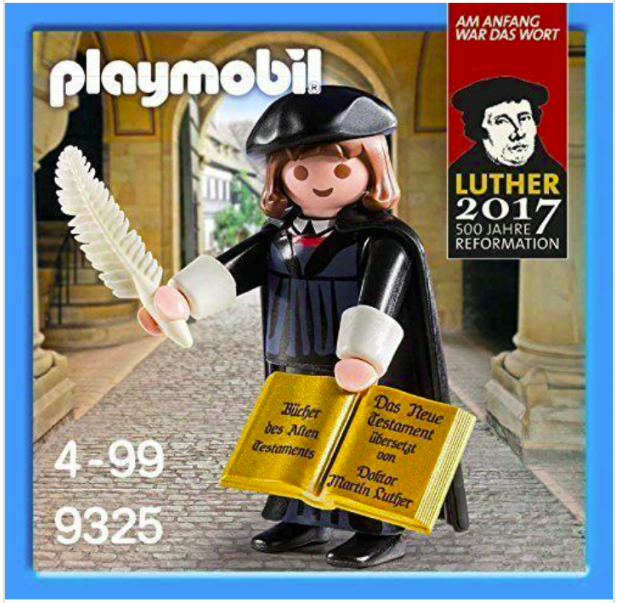 playmobil®
AM ANFANG
WAR DAS WORT
LUTHER
2017
500 JAHRE
REFORMATION
Bücher
des Alten
Testaments
Das Neue
Testament
übersetzt
von
Doktor
Martin Luther
4-99
9325